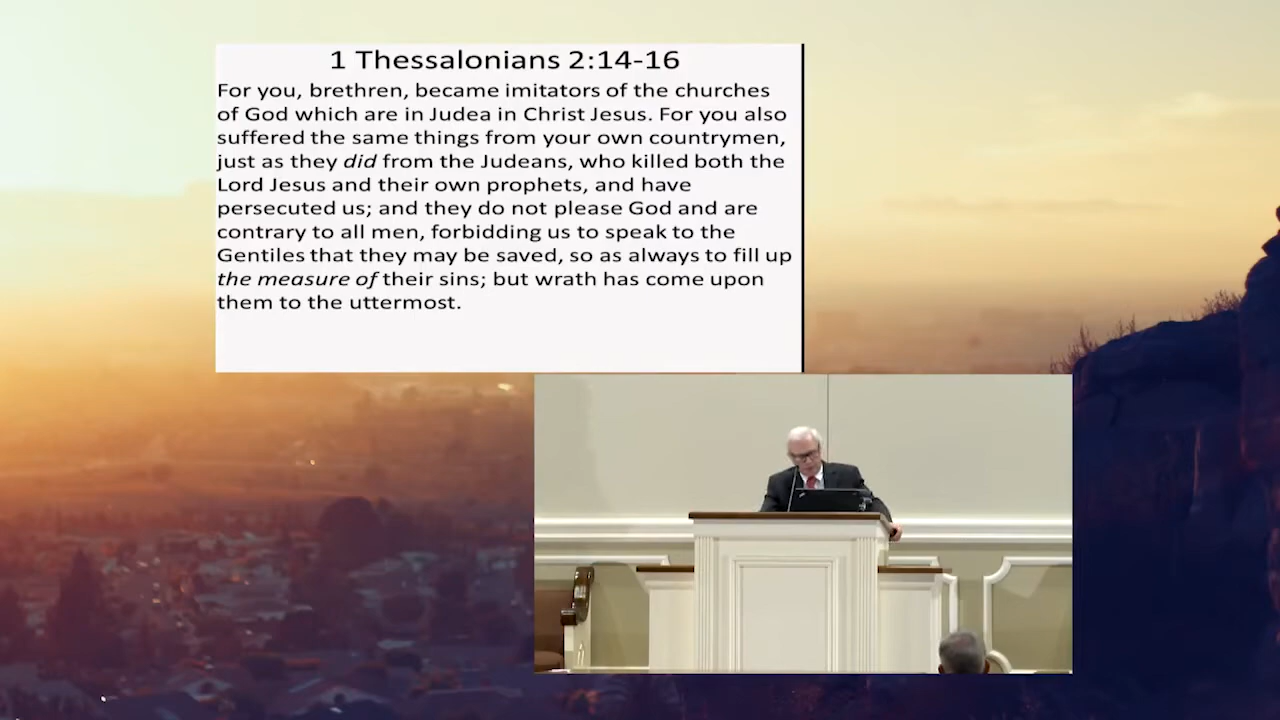 1 Thessalonians 2:14-16
For you, brethren, became imitators of the churches
of God which are in Judea in Christ Jesus. For you also
suffered the same things from your own countrymen,
just as they did from the Judeans, who killed both the
Lord Jesus and their own prophets, and have
persecuted us; and they do not please God and are
contrary to all men, forbidding us to speak to the
Gentiles that they may be saved, so as always to fill up
the measure of their sins; but wrath has come upon
them to the uttermost.